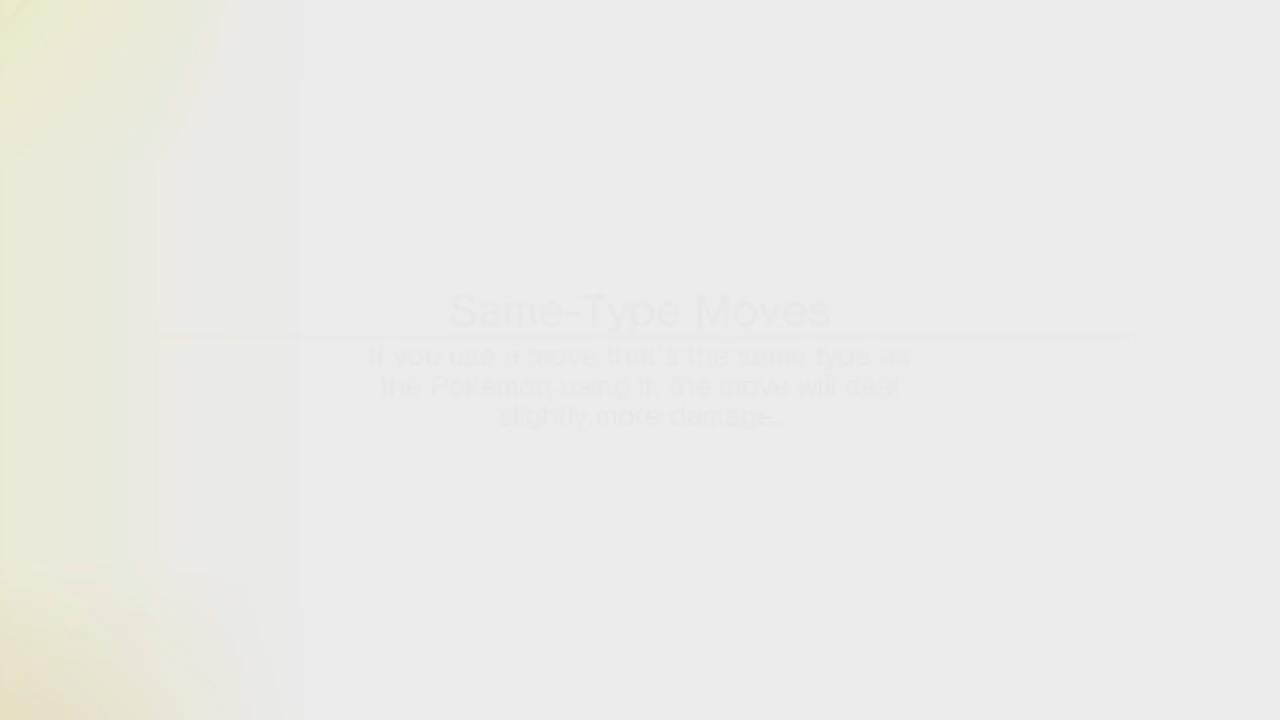 Same-Type Moves
If you use a move that's the same type as
the Pokémon using it, the move will deal
slightly more damage.